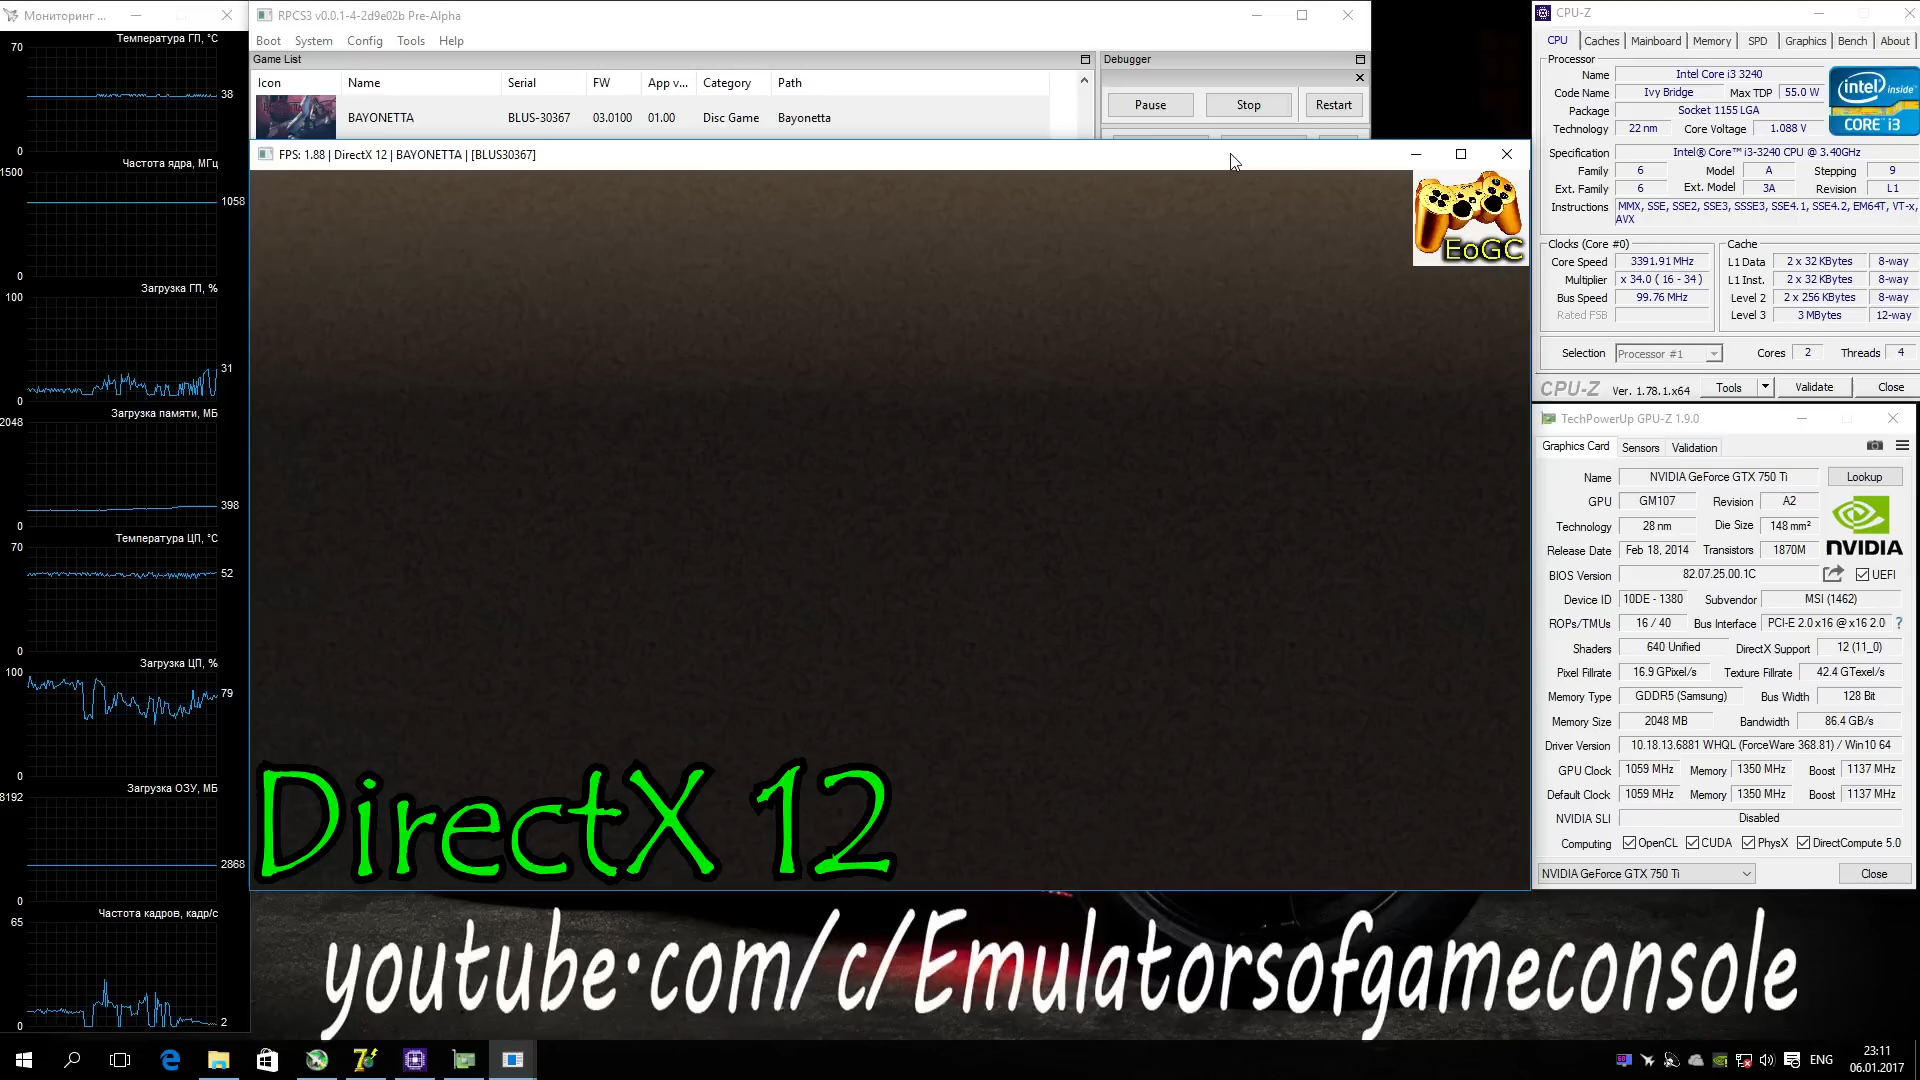 Мониторинг ...
Температура ГП, °C
70
38
0
Частота ядра, МГц
1500
1058
0
Загрузка ГП, %
100
31
0
Загрузка памяти, МБ
2048
398
0
Температура ЦП, °C
70
52
0
Загрузка ЦП, %
100
79
0
Загрузка ОЗУ, МБ
8192
2868
0
Частота кадров, кадр/с
65
2
0
RPCS3 v0.0.1-4-2d9e02b Pre-Alpha
Boot System Config Tools Help
Game List
Icon Name Serial FW App v... Category Path
BAYONETTA BLUS-30367 03.0100 01.00 Disc Game Bayonetta
Debugger
Pause Stop Restart
FPS: 1.88 | DirectX 12 | BAYONETTA | [BLUS30367]
EoGC
DirectX 12
youtube.com/c/Emulatorsofgameconsole
CPU-Z
CPU Caches Mainboard Memory SPD Graphics Bench About
Processor
Name Intel Core i3 3240
Code Name Ivy Bridge Max TDP 55.0 W
Package Socket 1155 LGA
Technology 22 nm Core Voltage 1.088 V
intel inside™
CORE i3
Specification Intel® Core™ i3-3240 CPU @ 3.40GHz
Family 6 Model A Stepping 9
Ext. Family 6 Ext. Model 3A Revision L1
Instructions MMX, SSE, SSE2, SSE3, SSSE3, SSE4.1, SSE4.2, EM64T, VT-x,
AVX
Clocks (Core #0)
Core Speed 3391.91 MHz
Multiplier x 34.0 ( 16 - 34 )
Bus Speed 99.76 MHz
Rated FSB
Cache
L1 Data 2 x 32 KBytes 8-way
L1 Inst. 2 x 32 KBytes 8-way
Level 2 2 x 256 KBytes 8-way
Level 3 3 MBytes 12-way
Selection Processor #1 Cores 2 Threads 4
CPU-Z Ver. 1.78.1.x64 Tools Validate Close
TechPowerUp GPU-Z 1.9.0
Graphics Card Sensors Validation
Name NVIDIA GeForce GTX 750 Ti Lookup
GPU GM107 Revision A2
Technology 28 nm Die Size 148 mm²
Release Date Feb 18, 2014 Transistors 1870M
NVIDIA
BIOS Version 82.07.25.00.1C UEFI
Device ID 10DE - 1380 Subvendor MSI (1462)
ROPs/TMUs 16 / 40 Bus Interface PCI-E 2.0 x16 @ x16 2.0 ?
Shaders 640 Unified DirectX Support 12 (11_0)
Pixel Fillrate 16.9 GPixel/s Texture Fillrate 42.4 GTexel/s
Memory Type GDDR5 (Samsung) Bus Width 128 Bit
Memory Size 2048 MB Bandwidth 86.4 GB/s
Driver Version 10.18.13.6881 WHQL (ForceWare 368.81) / Win10 64
GPU Clock 1059 MHz Memory 1350 MHz Boost 1137 MHz
Default Clock 1059 MHz Memory 1350 MHz Boost 1137 MHz
NVIDIA SLI Disabled
Computing OpenCL CUDA PhysX DirectCompute 5.0
NVIDIA GeForce GTX 750 Ti Close
ENG
23:11
06.01.2017